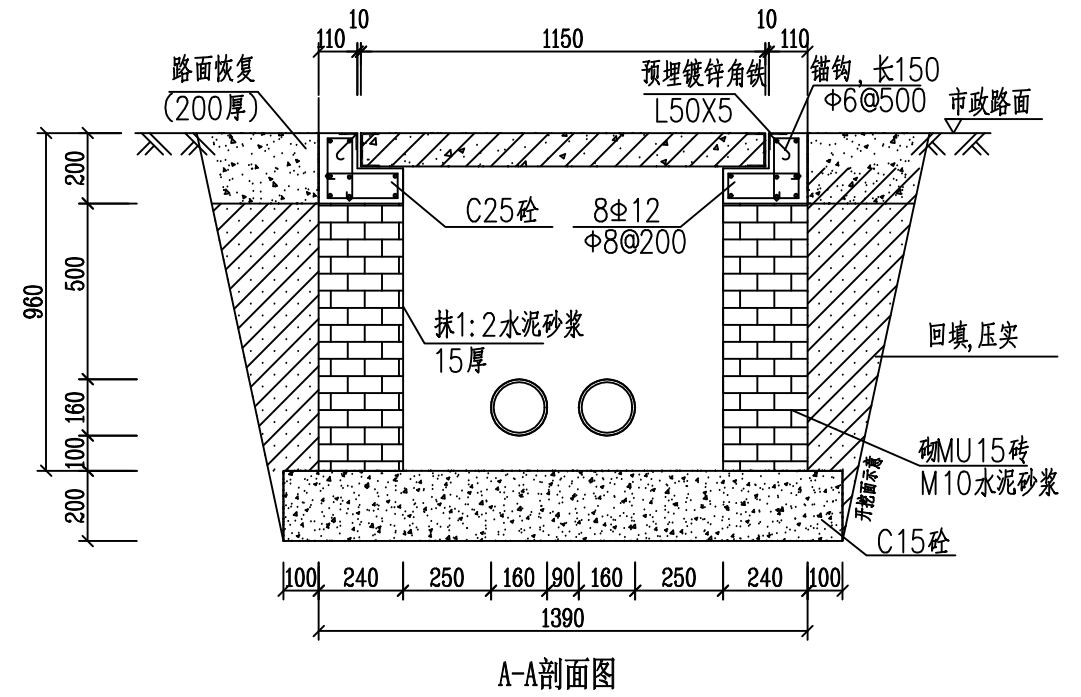 10
10
110
1150
110
路面恢复
(200厚)
预埋镀锌角铁
L50X5
锚钩,长150
Φ6@500
市政路面
200
C25砼
8Φ12
Φ8@200
500
960
抹1:2水泥砂浆
15厚
回填,压实
160
100
砌MU15砖
M10水泥砂浆
开挖面示意
200
C15砼
100
240
250
160
90
160
250
240
100
1390
A-A剖面图